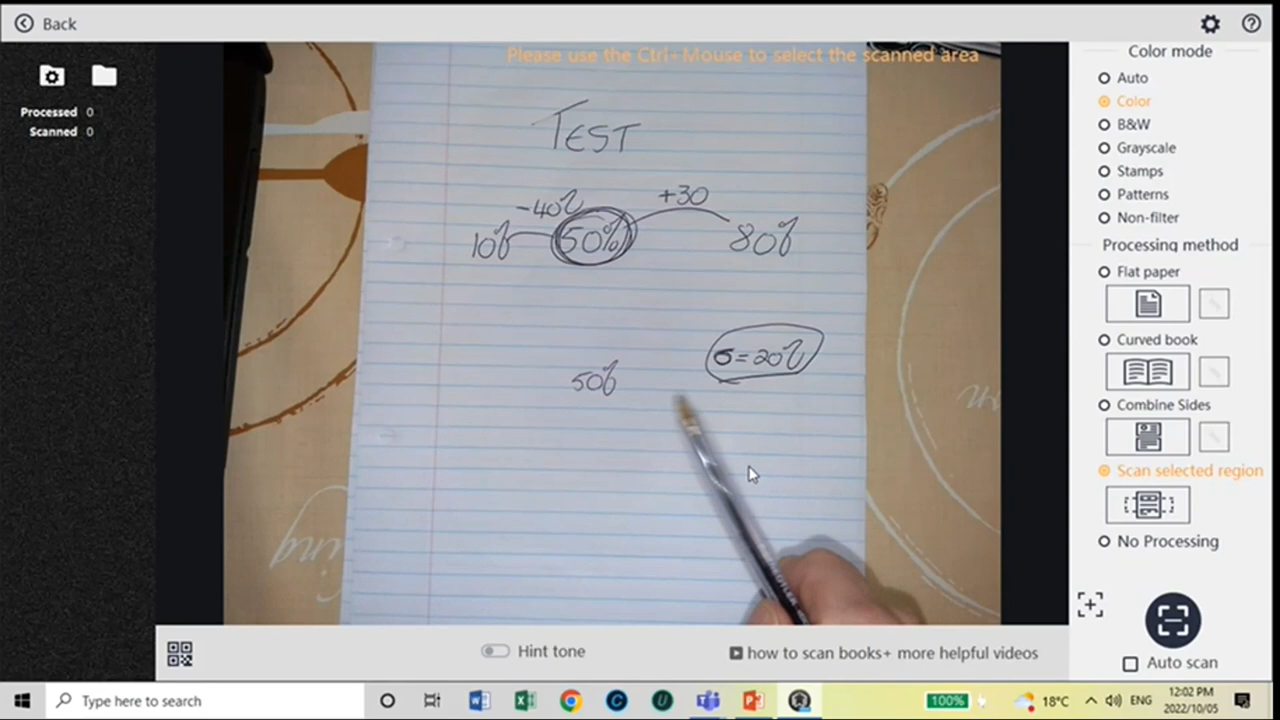 Back
Please use the Ctrl+Mouse to select the scanned area
Processed 0
Scanned 0
TEST
-40%
+30
10%
50%
80%
σ=20%
50%
Color mode
Auto
Color
B&W
Grayscale
Stamps
Patterns
Non-filter
Processing method
Flat paper
Curved book
Combine Sides
Scan selected region
No Processing
Auto scan
Hint tone
how to scan books+ more helpful videos
Type here to search
100%
18°C
ENG
12:02 PM
2022/10/05